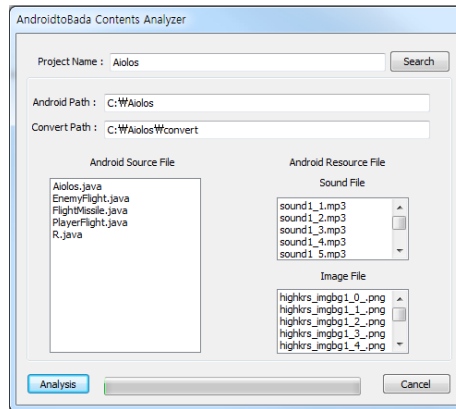 AndroidtoBada Contents Analyzer
Project Name : Aiolos Search
Android Path : C:₩Aiolos
Convert Path : C:₩Aiolos₩convert
Android Source File
Aiolos.java
EnemyFlight.java
FlightMissile.java
PlayerFlight.java
R.java
Android Resource File
Sound File
sound1_1.mp3
sound1_2.mp3
sound1_3.mp3
sound1_4.mp3
sound1_5.mp3
Image File
highkrs_imgbg1_0_.png
highkrs_imgbg1_1_.png
highkrs_imgbg1_2_.png
highkrs_imgbg1_3_.png
highkrs_imgbg1_4_.png
Analysis Cancel